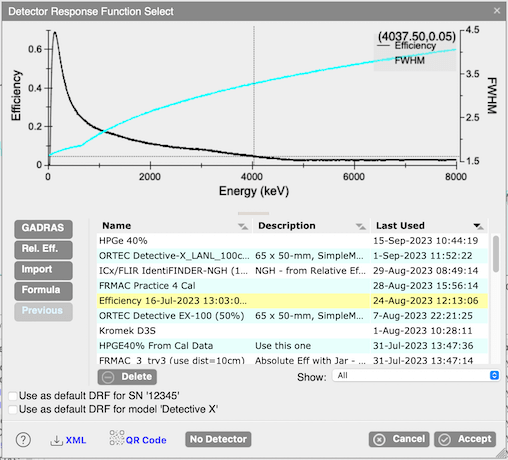 Detector Response Function Select
(4037.50,0.05)
Efficiency
FWHM
0.6
0.4
0.2
0
Efficiency
4.5
3.5
2.5
1.5
FWHM
0 2000 4000 6000 8000
Energy (keV)
GADRAS
Rel. Eff.
Import
Formula
Previous
Name Description Last Used
HPGe 40% 15-Sep-2023 10:44:19
ORTEC Detective-X_LANL_100c... 65 x 50-mm, SimpleM... 1-Sep-2023 11:52:22
ICx/FLIR IdentiFINDER-NGH (1... NGH - from Relative Ef... 29-Aug-2023 08:49:14
FRMAC Practice 4 Cal 28-Aug-2023 15:56:14
Efficiency 16-Jul-2023 13:03:0... 24-Aug-2023 12:13:06
ORTEC Detective EX-100 (50%) 65 x 50-mm, SimpleM... 7-Aug-2023 22:21:25
Kromek D3S 1-Aug-2023 10:28:11
HPGE40% From Cal Data Use this one 31-Jul-2023 13:47:36
FRMAC_3_try3 (use dist=10cm) Absolute Eff with Jar - ... 31-Jul-2023 13:47:14
Delete
Show: All
Use as default DRF for SN '12345'
Use as default DRF for model 'Detective X'
? XML QR Code No Detector Cancel Accept